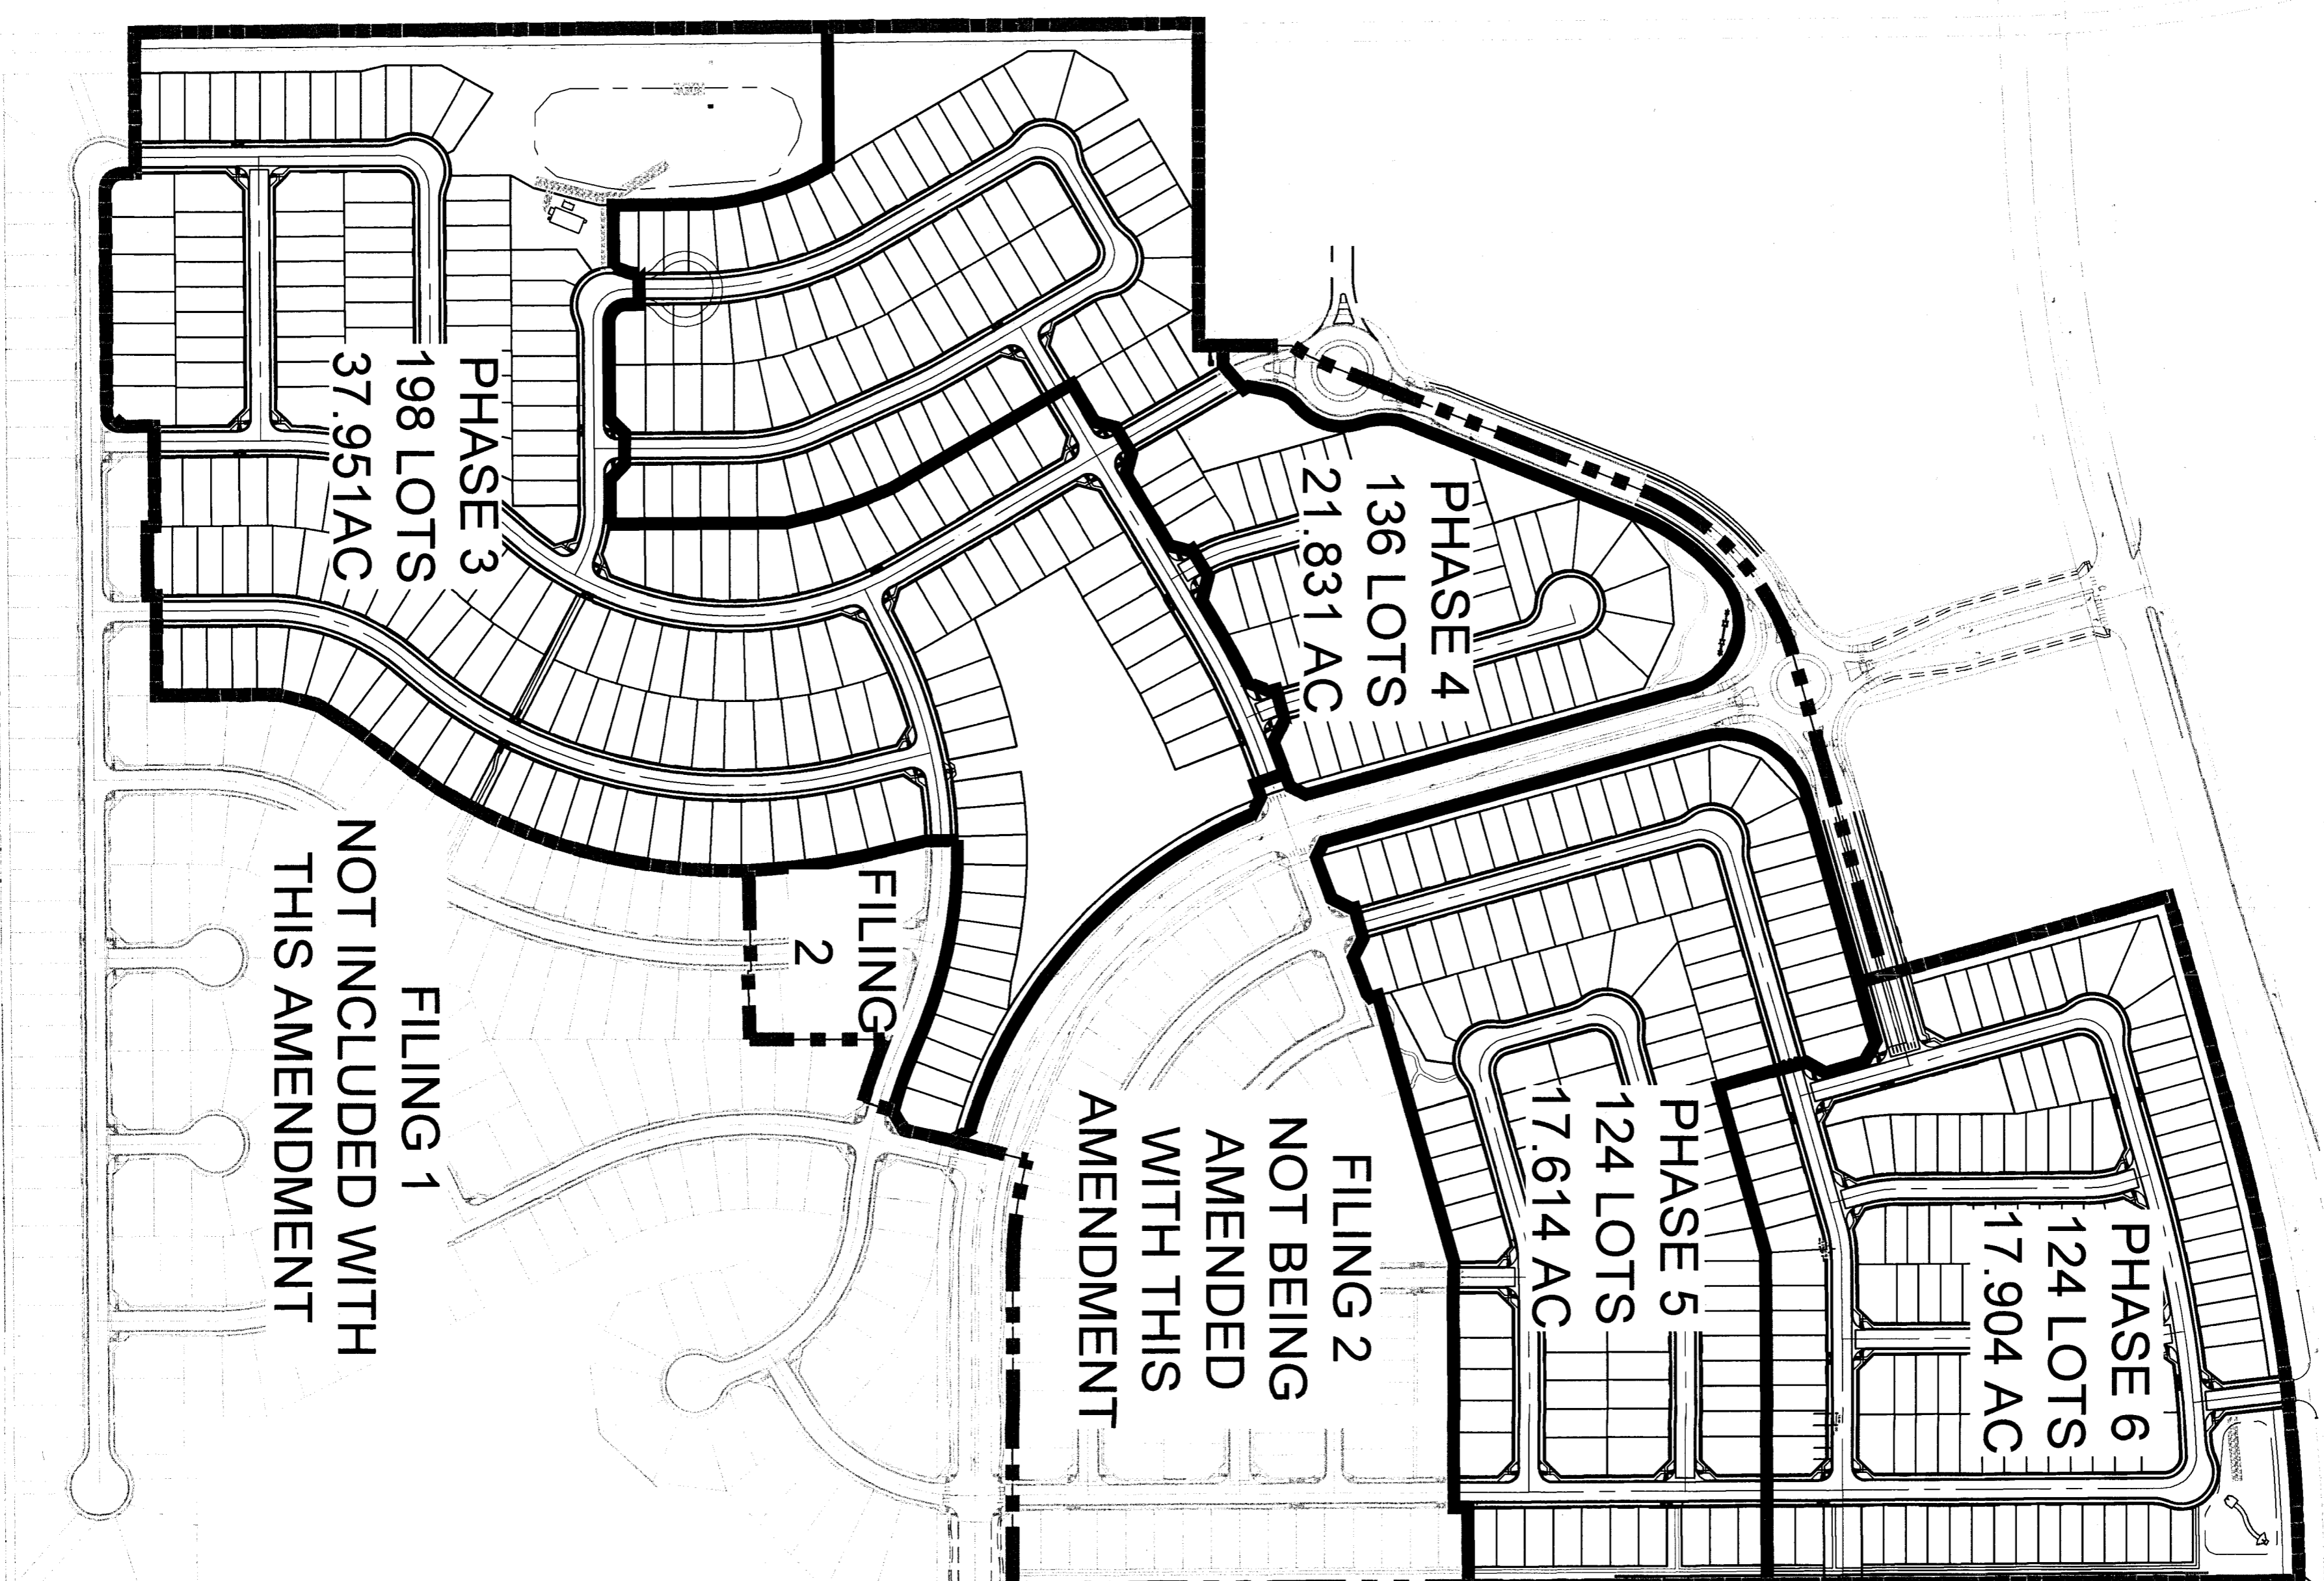 PHASE 3
198 LOTS
37.951AC
PHASE 4
136 LOTS
21.831 AC
PHASE 5
124 LOTS
17.614 AC
PHASE 6
124 LOTS
17.904 AC
FILING
2
FILING 1
NOT INCLUDED WITH
THIS AMENDMENT
FILING 2
NOT BEING
AMENDED
WITH THIS
AMENDMENT